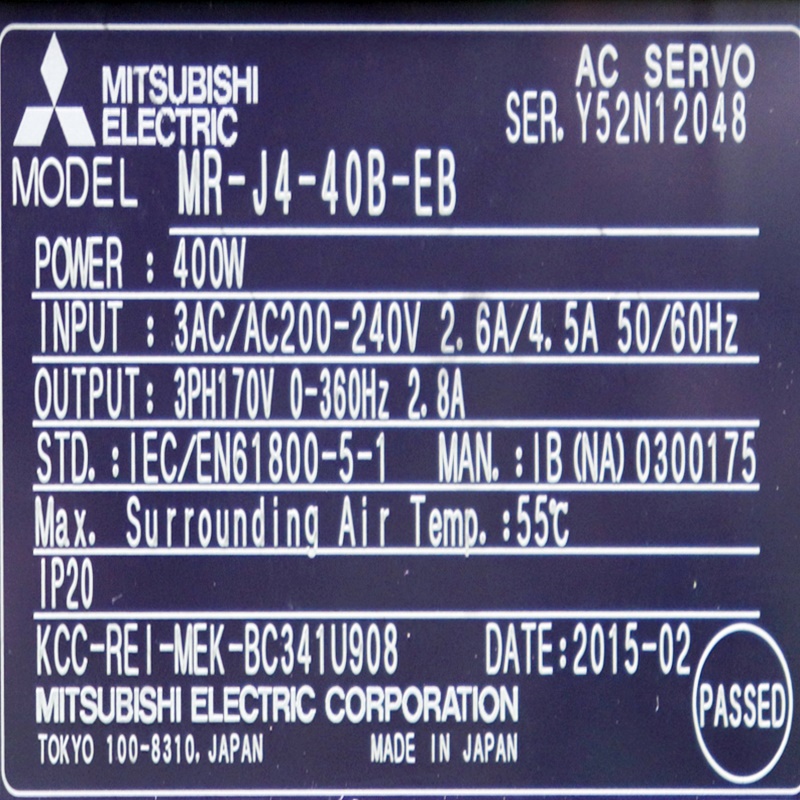 MITSUBISHI
ELECTRIC
AC SERVO
SER. Y52N12048
MODEL MR-J4-40B-EB
POWER : 400W
INPUT : 3AC/AC200-240V 2.6A/4.5A 50/60Hz
OUTPUT: 3PH170V 0-360Hz 2.8A
STD. : IEC/EN61800-5-1 MAN. : IB(NA)0300175
Max. Surrounding Air Temp. :55℃
IP20
KCC-REI-MEK-BC341U908 DATE:2015-02
PASSED
MITSUBISHI ELECTRIC CORPORATION
TOKYO 100-8310, JAPAN MADE IN JAPAN